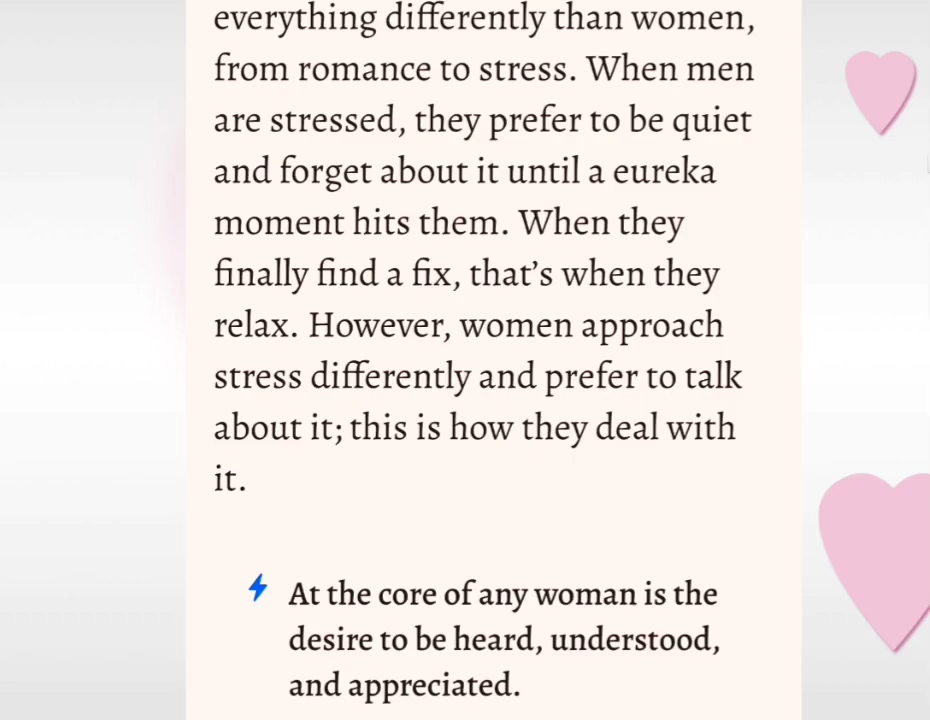 everything differently than women,
from romance to stress. When men
are stressed, they prefer to be quiet
and forget about it until a eureka
moment hits them. When they
finally find a fix, that’s when they
relax. However, women approach
stress differently and prefer to talk
about it; this is how they deal with
it.
At the core of any woman is the
desire to be heard, understood,
and appreciated.